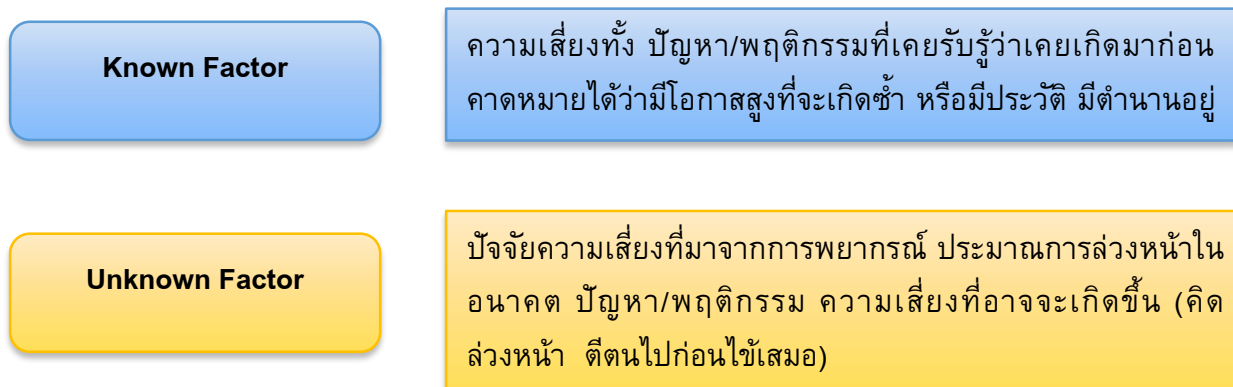 Known Factor
ความเสี่ยงทั้ง ปัญหา/พฤติกรรมที่เคยรับรู้ว่าเคยเกิดมาก่อน
คาดหมายได้ว่ามีโอกาสสูงที่จะเกิดซ้ำ หรือมีประวัติ มีตำนานอยู่
Unknown Factor
ปัจจัยความเสี่ยงที่มาจากการพยากรณ์ ประมาณการล่วงหน้าใน
อนาคต ปัญหา/พฤติกรรม ความเสี่ยงที่อาจจะเกิดขึ้น (คิด
ล่วงหน้า ตีตนไปก่อนไข้เสมอ)